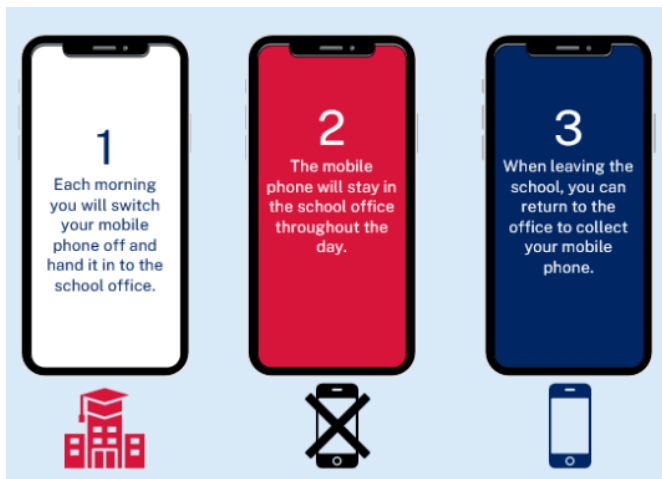 1
Each morning
you will switch
your mobile
phone off and
hand it in to the
school office.
2
The mobile
phone will stay in
the school office
throughout the
day.
3
When leaving the
school, you can
return to the
office to collect
your mobile
phone.